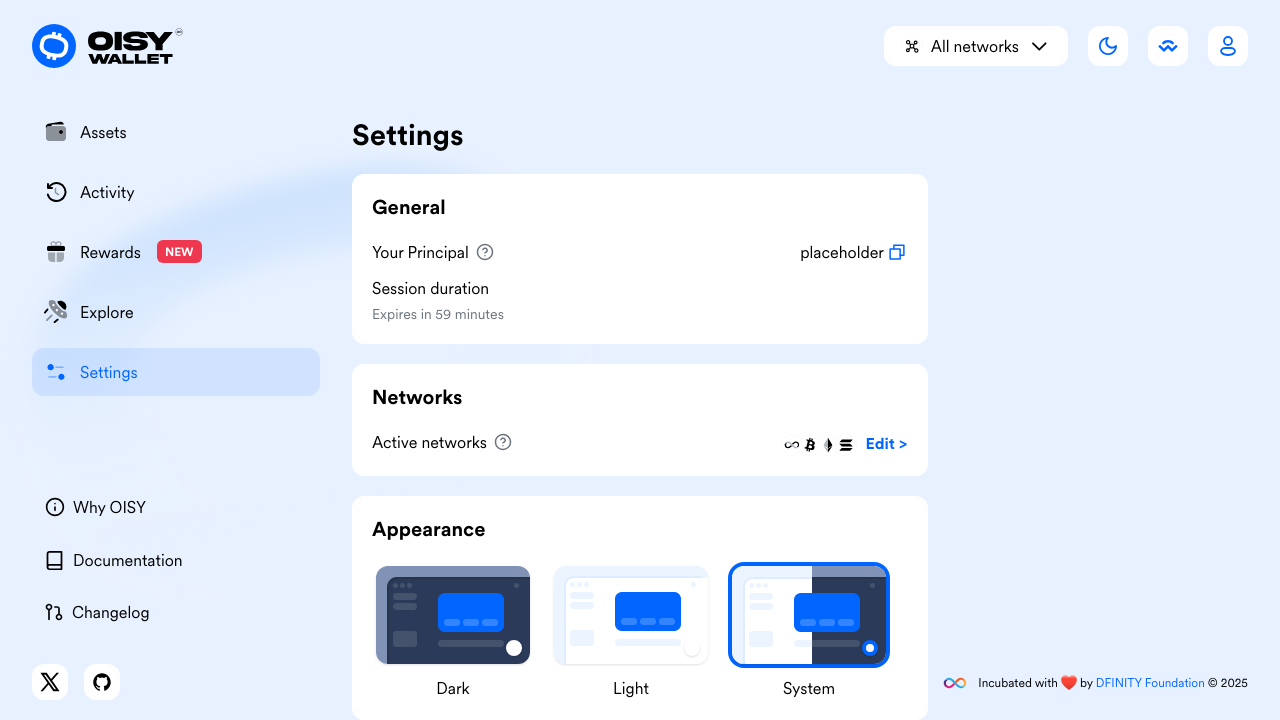 OISY
WALLET
All networks
Assets
Activity
Rewards NEW
Explore
Settings
Why OISY
Documentation
Changelog
Settings
General
Your Principal
placeholder
Session duration
Expires in 59 minutes
Networks
Active networks
Edit >
Appearance
Dark
Light
System
Incubated with ❤️ by DFINITY Foundation © 2025